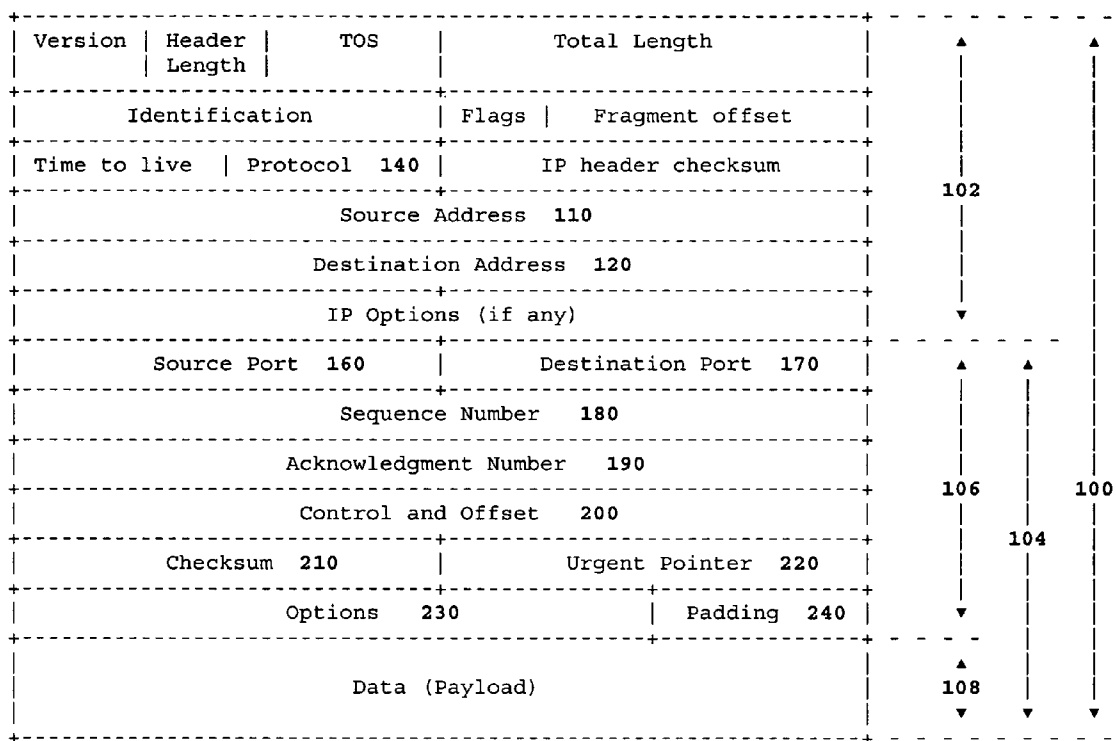 Version | Header | TOS | Total Length
Length
Identification | Flags | Fragment offset
Time to live | Protocol 140 | IP header checksum
102
Source Address 110
Destination Address 120
IP Options (if any)
Source Port 160 | Destination Port 170
Sequence Number 180
Acknowledgment Number 190
106 100
Control and Offset 200
104
Checksum 210 | Urgent Pointer 220
Options 230 | Padding 240
Data (Payload) 108